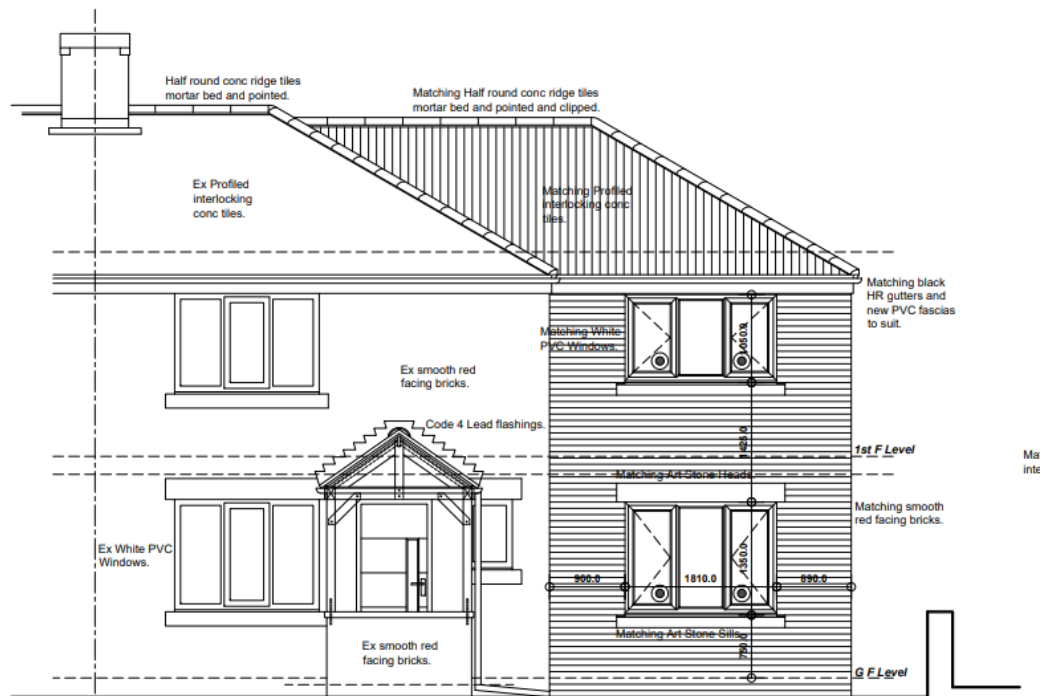 Half round conc ridge tiles
mortar bed and pointed.
Matching Half round conc ridge tiles
mortar bed and pointed and clipped.
Ex Profiled
interlocking
conc tiles.
Matching Profiled
interlocking conc
tiles.
Matching black
HR gutters and
new PVC fascias
to suit.
Matching White
PVC Windows.
1050.0
Ex smooth red
facing bricks.
Code 4 Lead flashings.
1425.0
1st F Level
Matching Art Stone Heads.
Matching smooth
red facing bricks.
Ex White PVC
Windows.
1350.0
900.0
1810.0
890.0
Matching Art Stone Sills.
750.0
Ex smooth red
facing bricks.
G F Level